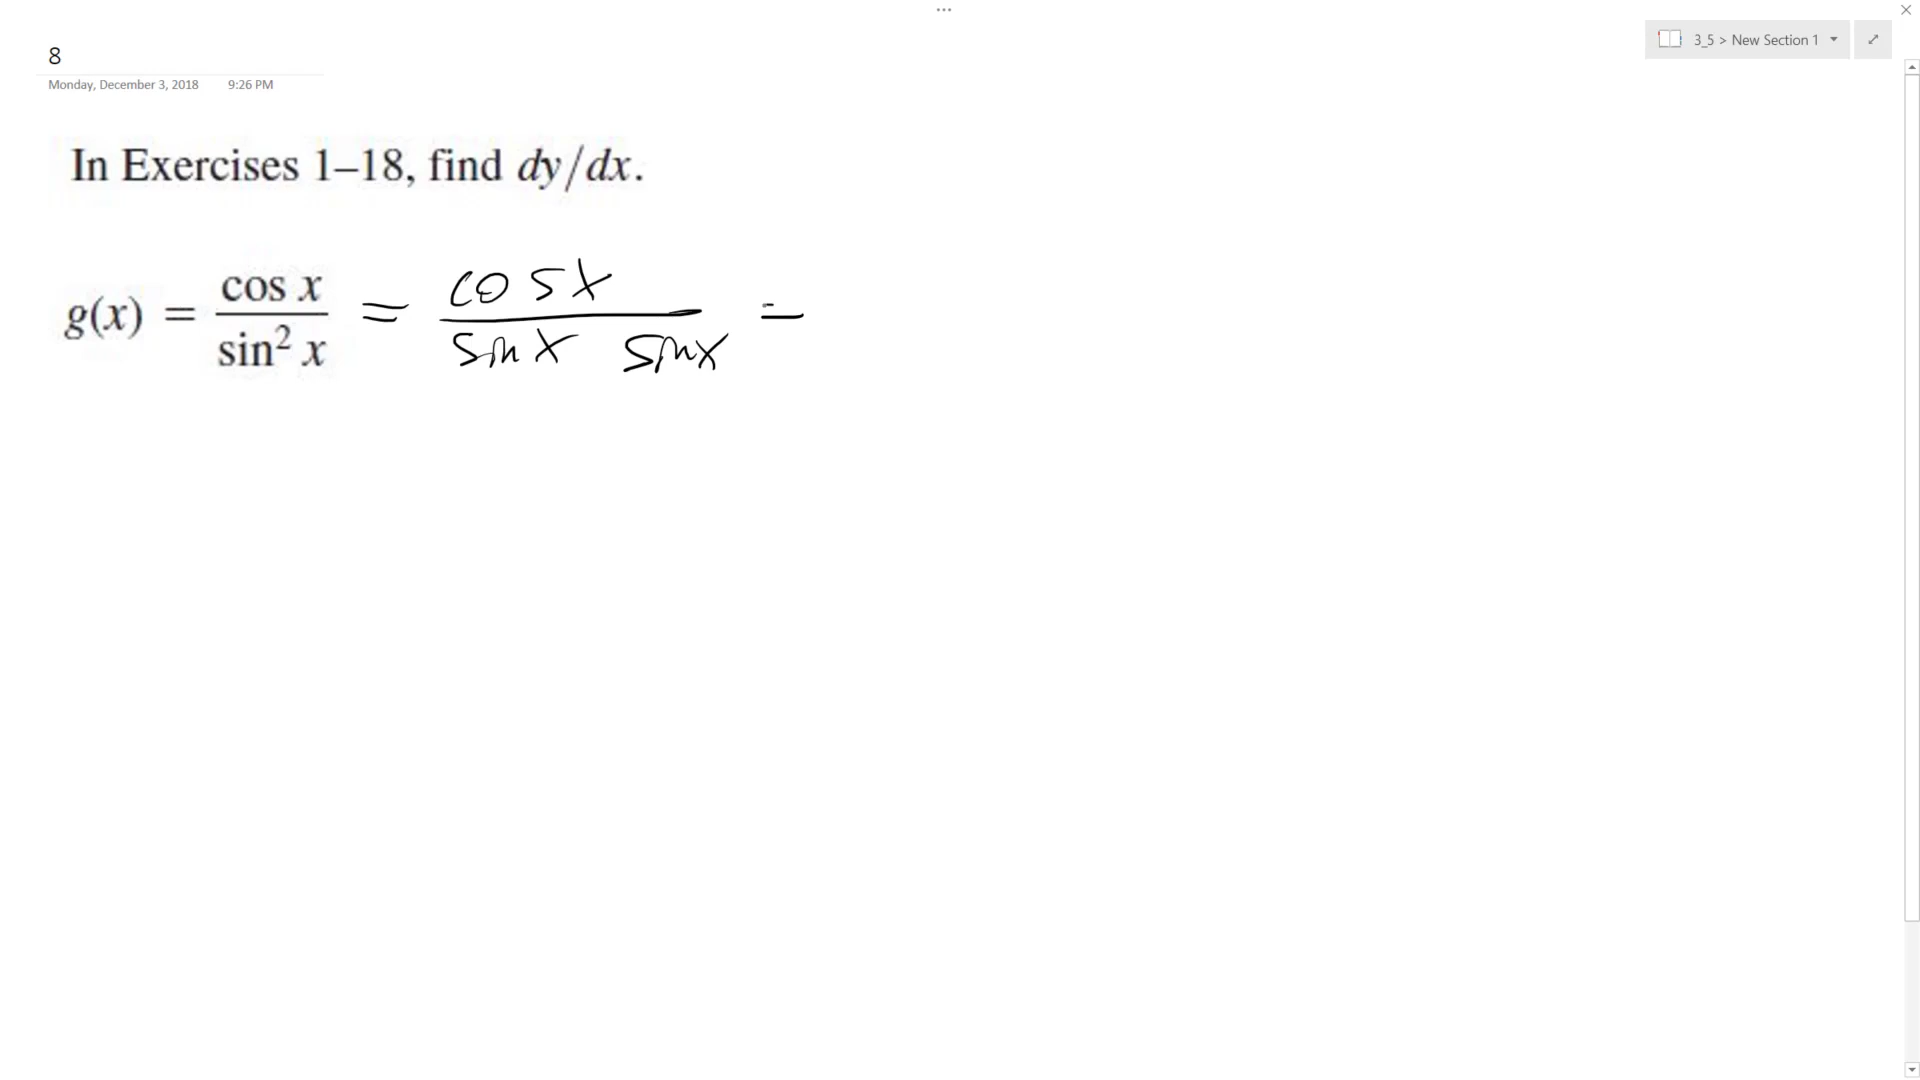 ...
3_5 > New Section 1
8
Monday, December 3, 2018 9:26 PM
In Exercises 1–18, find dy/dx.
g(x) = cos x / sin² x = cos x / sin x sin x =